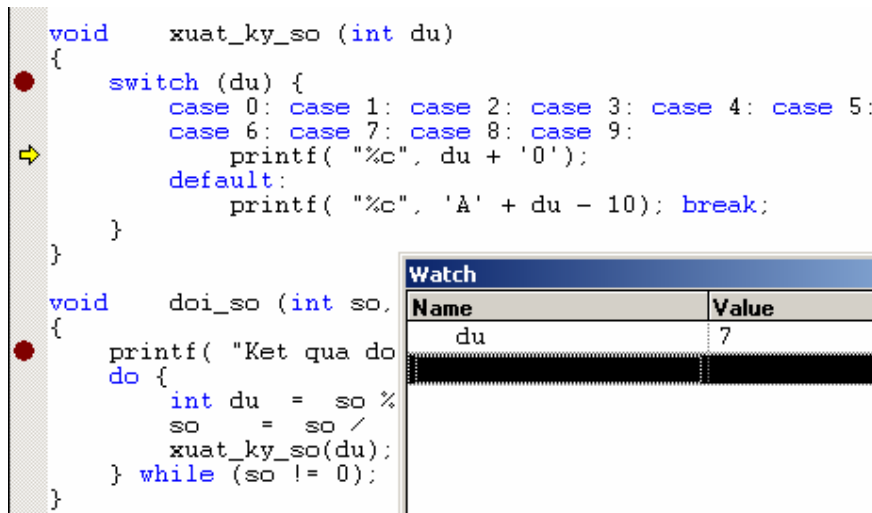 void    xuat_ky_so (int du)
{
    switch (du) {
        case 0: case 1: case 2: case 3: case 4: case 5:
        case 6: case 7: case 8: case 9:
            printf( "%c", du + '0');
        default:
            printf( "%c", 'A' + du - 10); break;
    }
}
void    doi_so (int so,
{
    printf( "Ket qua do
    do {
        int du  =  so %
        so    =  so /
        xuat_ky_so(du);
    } while (so != 0);
}
Watch
Name    Value
du    7